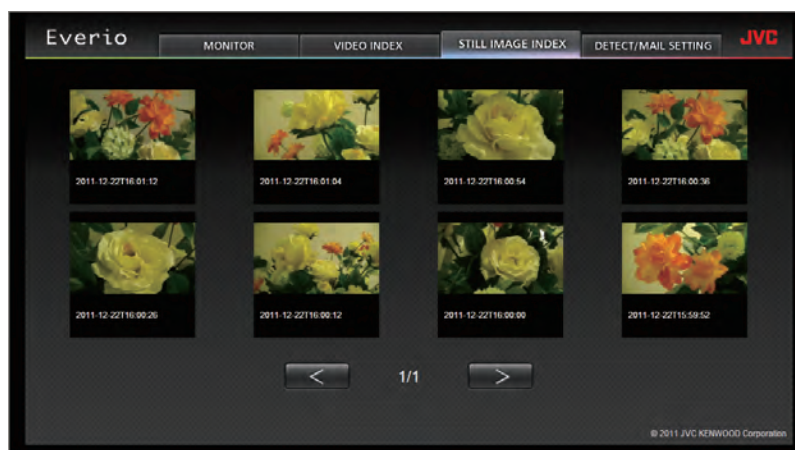 Everio
MONITOR
VIDEO INDEX
STILL IMAGE INDEX
DETECT/MAIL SETTING
JVC
2011-12-22T16:01:12
2011-12-22T16:01:04
2011-12-22T16:00:54
2011-12-22T16:00:36
2011-12-22T16:00:26
2011-12-22T16:00:12
2011-12-22T16:00:00
2011-12-22T15:59:52
<
1/1
>
© 2011 JVC KENWOOD Corporation